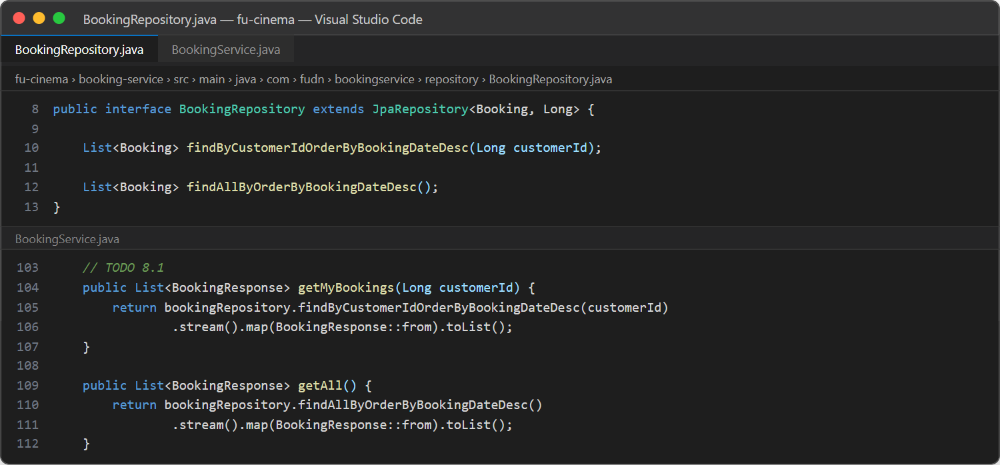 BookingRepository.java — fu-cinema — Visual Studio Code
BookingRepository.java BookingService.java
fu-cinema › booking-service › src › main › java › com › fudn › bookingservice › repository › BookingRepository.java
8 public interface BookingRepository extends JpaRepository<Booking, Long> {
9
10     List<Booking> findByCustomerIdOrderByBookingDateDesc(Long customerId);
11
12     List<Booking> findAllByOrderByBookingDateDesc();
13 }
BookingService.java
103     // TODO 8.1
104     public List<BookingResponse> getMyBookings(Long customerId) {
105         return bookingRepository.findByCustomerIdOrderByBookingDateDesc(customerId)
106                 .stream().map(BookingResponse::from).toList();
107     }
108
109     public List<BookingResponse> getAll() {
110         return bookingRepository.findAllByOrderByBookingDateDesc()
111                 .stream().map(BookingResponse::from).toList();
112     }